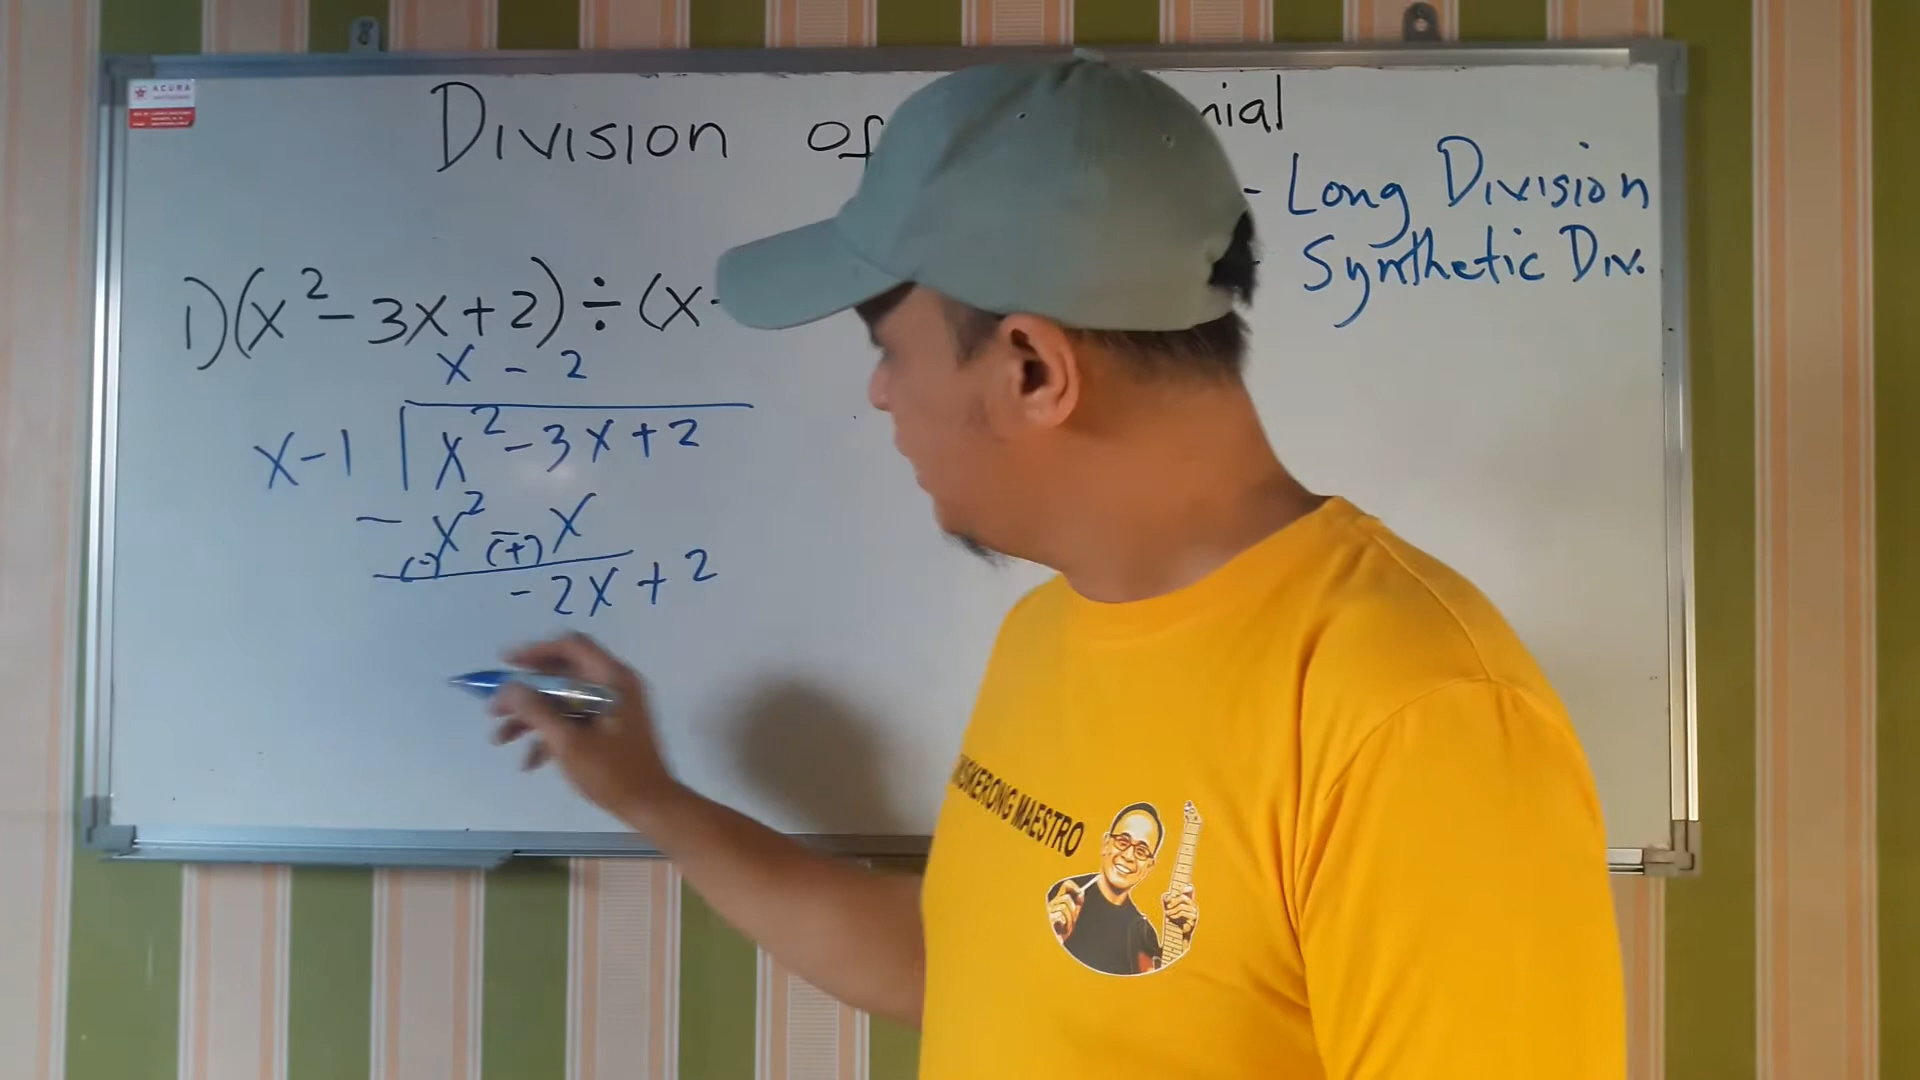 ACURA
Division of nial
- Long Division
- Synthetic Div.
1) (x² - 3x + 2) ÷ (x -
x - 2
x - 1 x² - 3x + 2
- x² - x
(-) (+)
- 2x + 2
MAESTRO